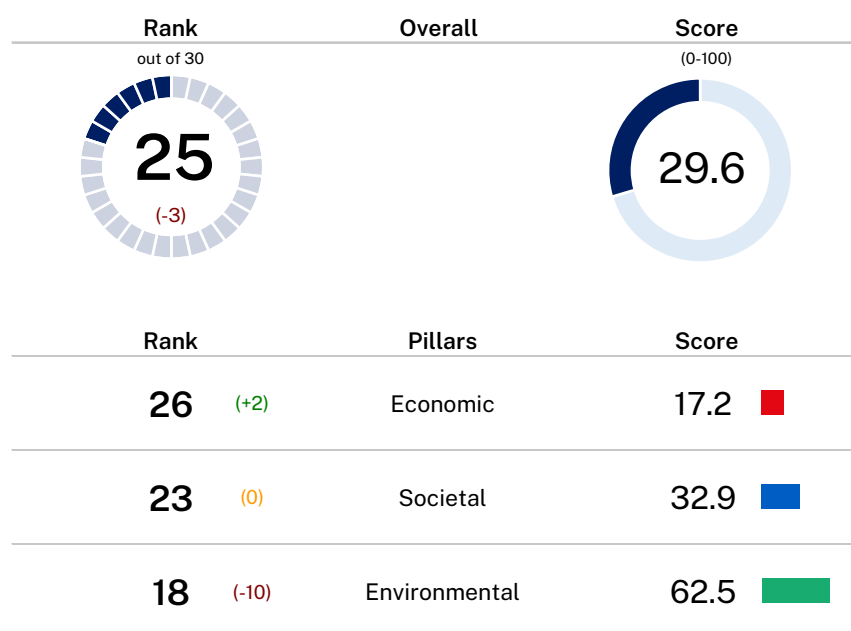 Rank Overall Score
out of 30 (0-100)
25 29.6
(-3)
Rank Pillars Score
26 (+2) Economic 17.2
23 (0) Societal 32.9
18 (-10) Environmental 62.5